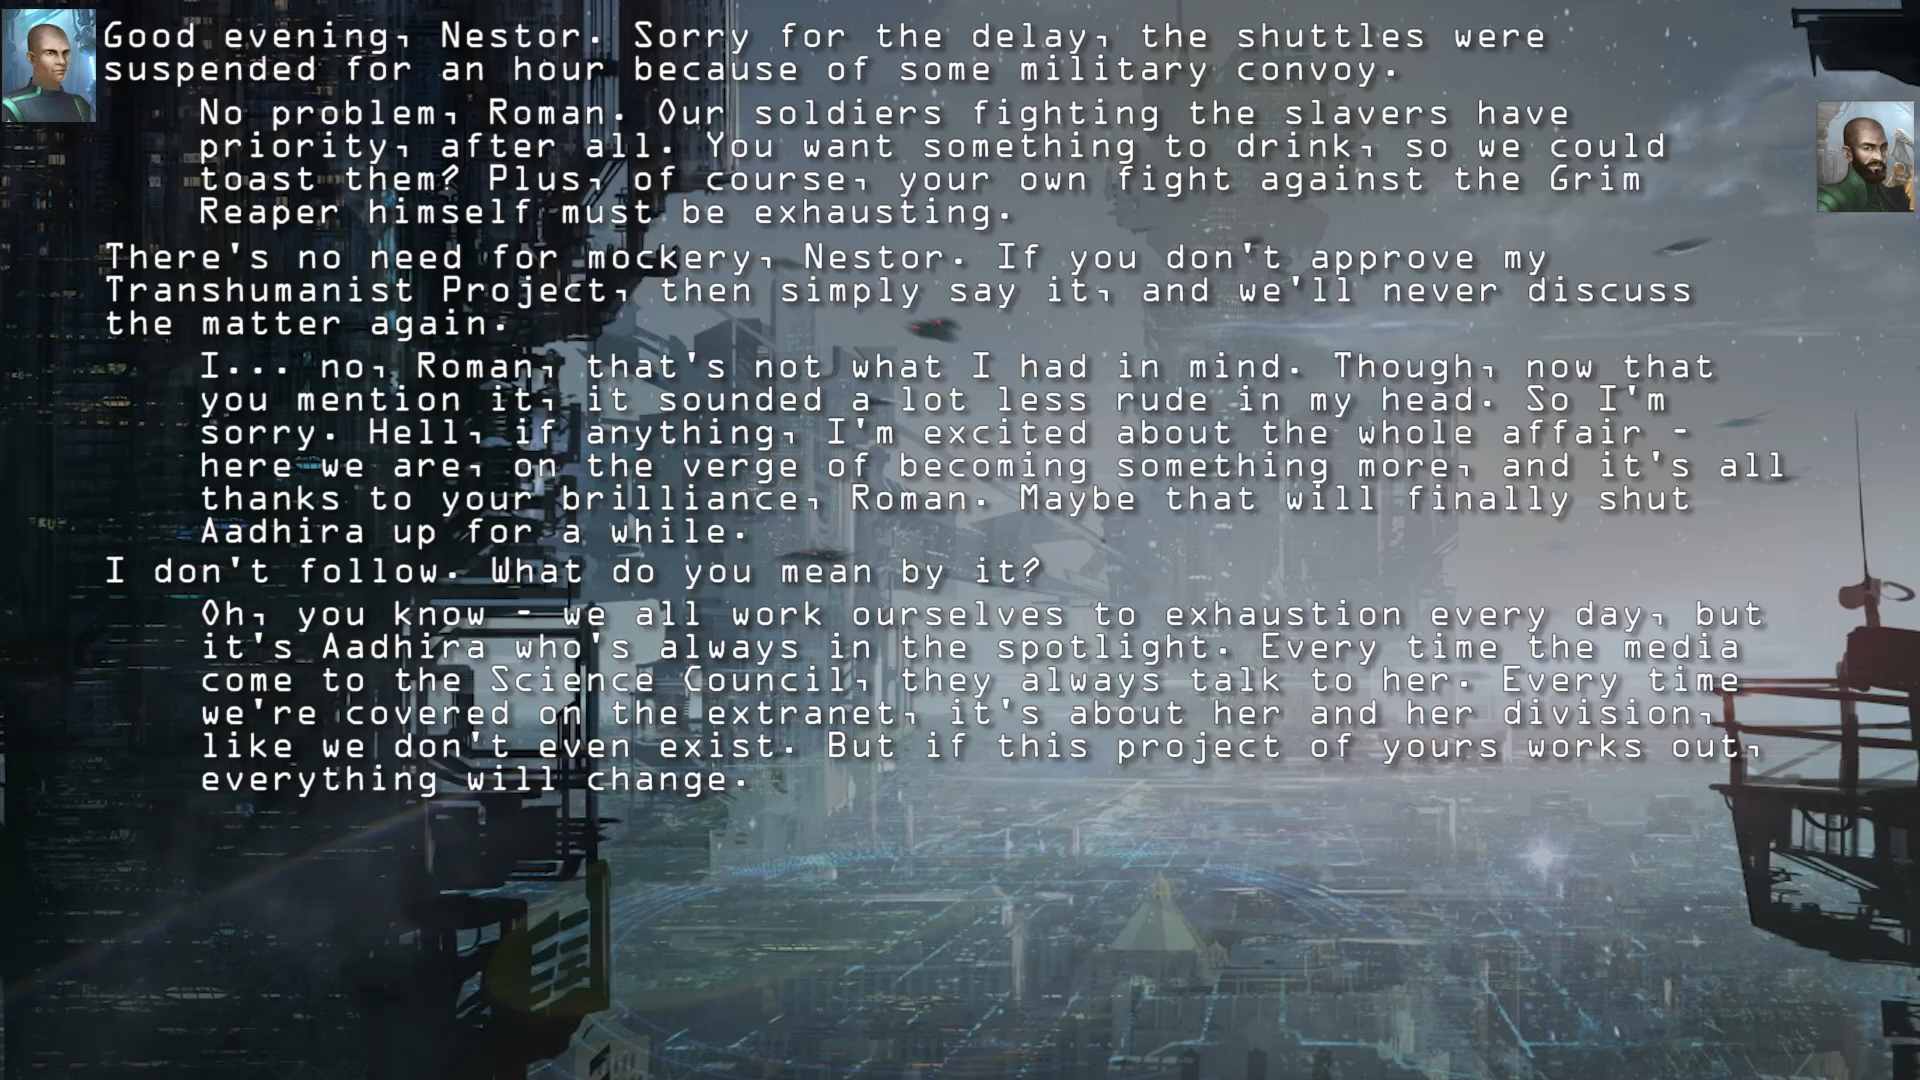 Good evening, Nestor. Sorry for the delay, the shuttles were
suspended for an hour because of some military convoy.
No problem, Roman. Our soldiers fighting the slavers have
priority, after all. You want something to drink, so we could
toast them? Plus, of course, your own fight against the Grim
Reaper himself must be exhausting.
There's no need for mockery, Nestor. If you don't approve my
Transhumanist Project, then simply say it, and we'll never discuss
the matter again.
I... no, Roman, that's not what I had in mind. Though, now that
you mention it, it sounded a lot less rude in my head. So I'm
sorry. Hell, if anything, I'm excited about the whole affair -
here we are, on the verge of becoming something more, and it's all
thanks to your brilliance, Roman. Maybe that will finally shut
Aadhira up for a while.
I don't follow. What do you mean by it?
Oh, you know - we all work ourselves to exhaustion every day, but
it's Aadhira who's always in the spotlight. Every time the media
come to the Science Council, they always talk to her. Every time
we're covered on the extranet, it's about her and her division,
like we don't even exist. But if this project of yours works out,
everything will change.